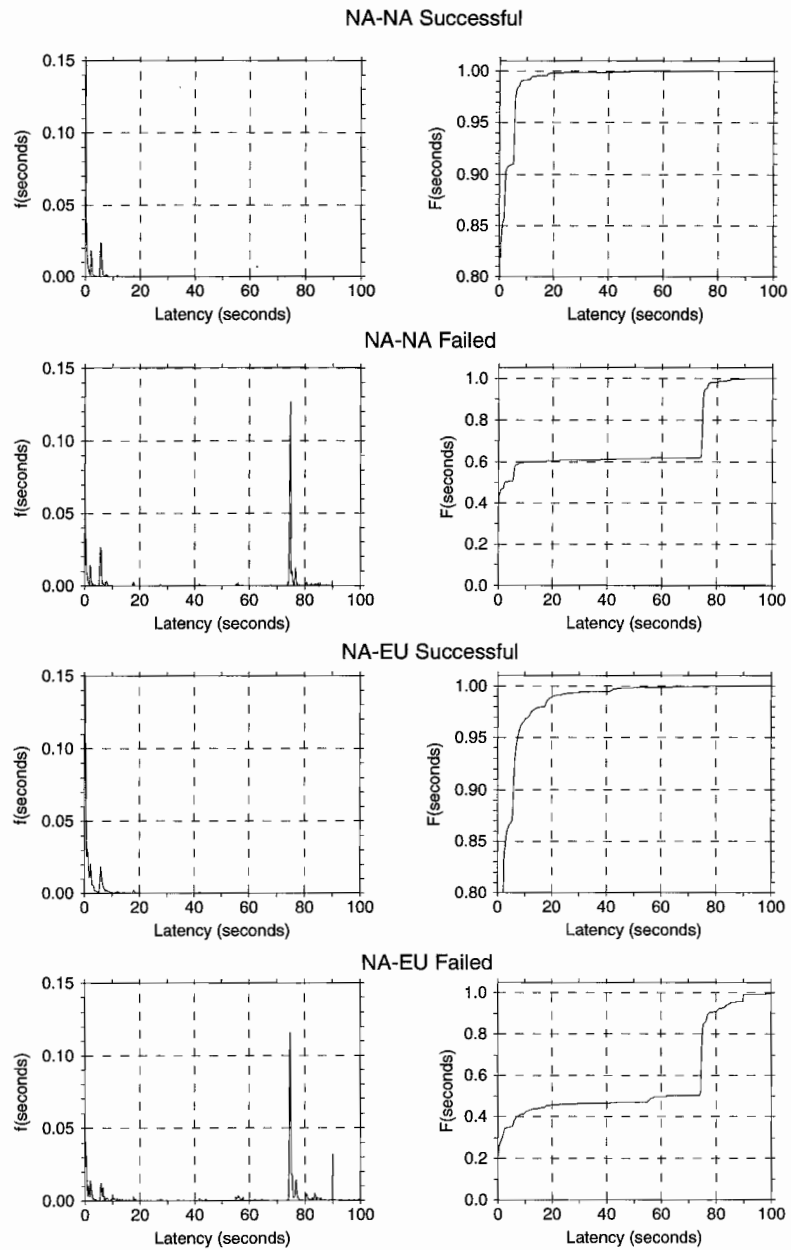 NA-NA Successful
f(seconds)
0.15
0.10
0.05
0.00
0 20 40 60 80 100
Latency (seconds)
F(seconds)
1.00
0.95
0.90
0.85
0.80
0 20 40 60 80 100
Latency (seconds)
NA-NA Failed
f(seconds)
0.15
0.10
0.05
0.00
0 20 40 60 80 100
Latency (seconds)
F(seconds)
1.0
0.8
0.6
0.4
0.2
0.0
0 20 40 60 80 100
Latency (seconds)
NA-EU Successful
f(seconds)
0.15
0.10
0.05
0.00
0 20 40 60 80 100
Latency (seconds)
F(seconds)
1.00
0.95
0.90
0.85
0.80
0 20 40 60 80 100
Latency (seconds)
NA-EU Failed
f(seconds)
0.15
0.10
0.05
0.00
0 20 40 60 80 100
Latency (seconds)
F(seconds)
1.0
0.8
0.6
0.4
0.2
0.0
0 20 40 60 80 100
Latency (seconds)